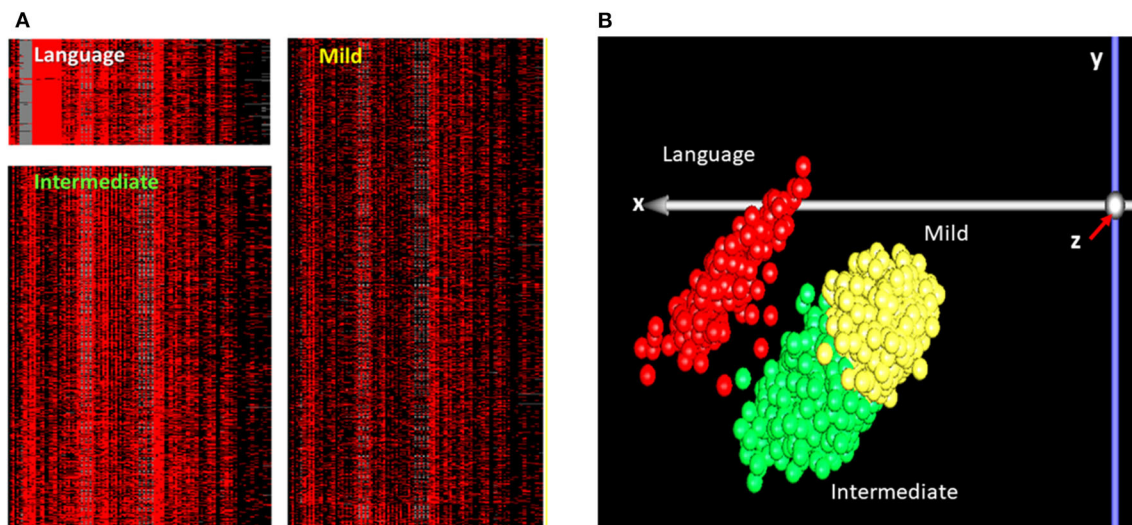 A
Language
Intermediate
Mild
B
y
Language
x
Mild
z
Intermediate